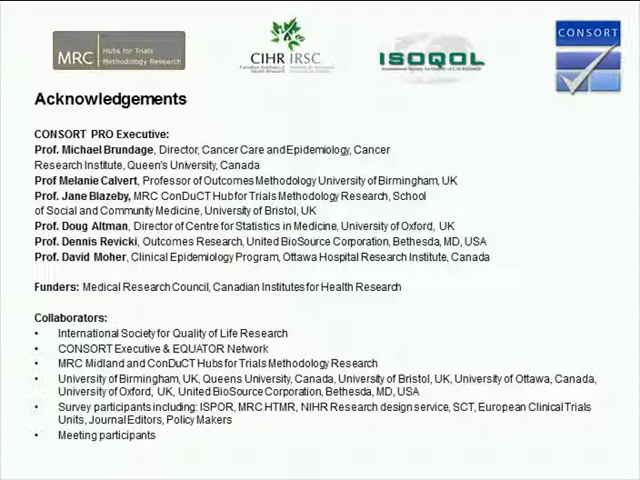 MRC Hubs for Trials Methodology Research
CIHR IRSC
ISOQOL
CONSORT
Acknowledgements
CONSORT PRO Executive:
Prof. Michael Brundage, Director, Cancer Care and Epidemiology, Cancer
Research Institute, Queen's University, Canada
Prof Melanie Calvert, Professor of Outcomes Methodology University of Birmingham, UK
Prof. Jane Blazeby, MRC ConDuCT Hub for Trials Methodology Research, School
of Social and Community Medicine, University of Bristol, UK
Prof. Doug Altman, Director of Centre for Statistics in Medicine, University of Oxford, UK
Prof. Dennis Revicki, Outcomes Research, United BioSource Corporation, Bethesda, MD, USA
Prof. David Moher, Clinical Epidemiology Program, Ottawa Hospital Research Institute, Canada
Funders: Medical Research Council, Canadian Institutes for Health Research
Collaborators:
• International Society for Quality of Life Research
• CONSORT Executive & EQUATOR Network
• MRC Midland and ConDuCT Hubs for Trials Methodology Research
• University of Birmingham, UK, Queens University, Canada, University of Bristol, UK, University of Ottawa, Canada,
University of Oxford, UK, United BioSource Corporation, Bethesda, MD, USA
• Survey participants including: ISPOR, MRC HTMR, NIHR Research design service, SCT, European Clinical Trials
Units, Journal Editors, Policy Makers
• Meeting participants